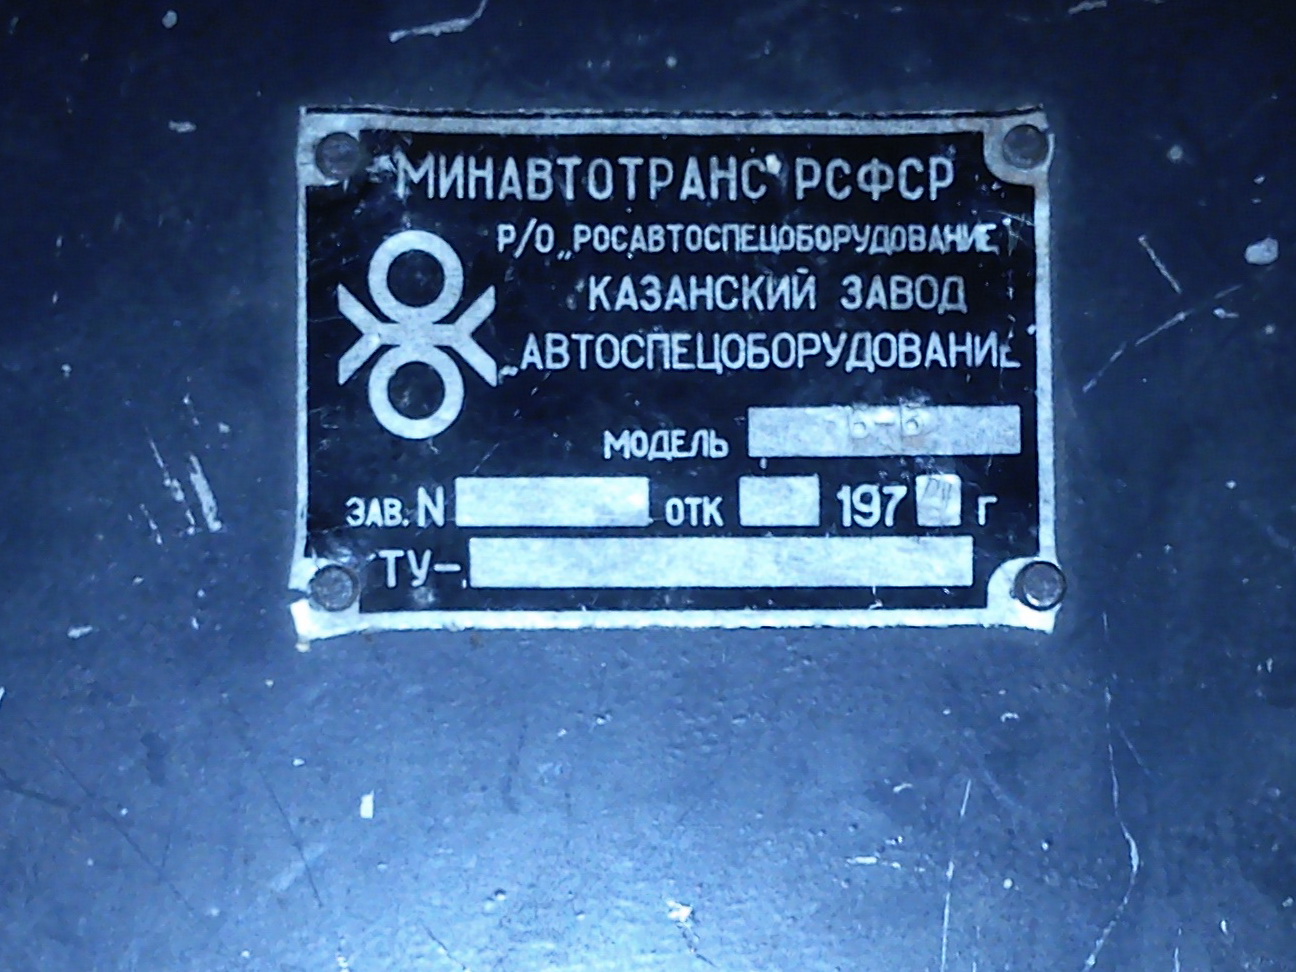 МИНАВТОТРАНС РСФСР
Р/О „РОСАВТОСПЕЦОБОРУДОВАНИЕ"
КАЗАНСКИЙ ЗАВОД
„АВТОСПЕЦОБОРУДОВАНИЕ
МОДЕЛЬ
ЗАВ. N ОТК 197 Г
ТУ-